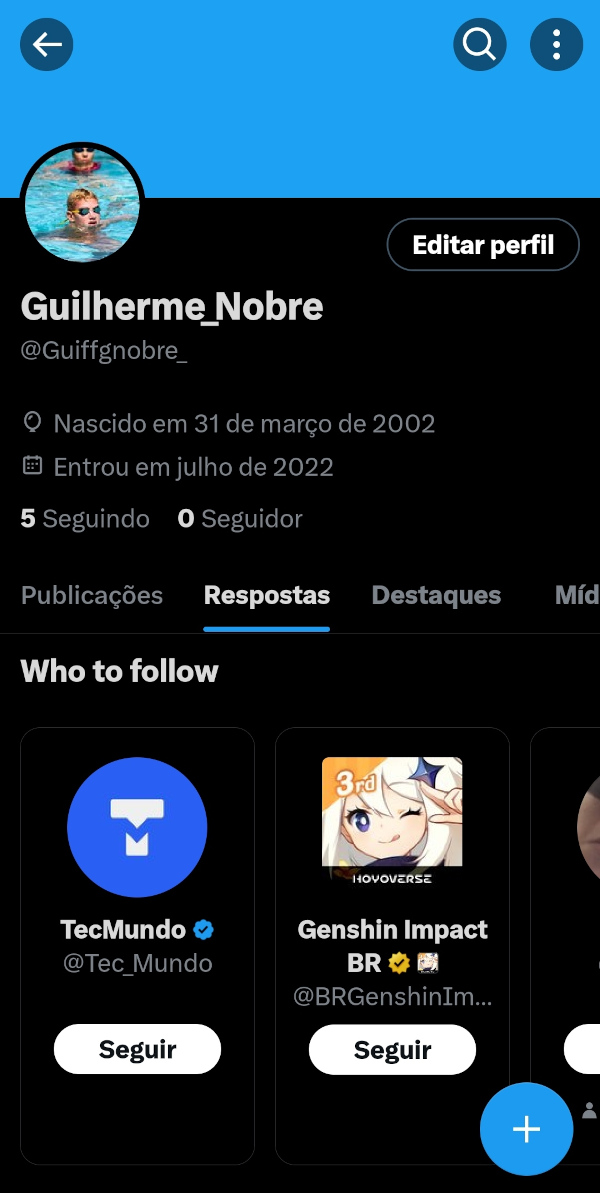 Editar perfil
Guilherme_Nobre
@Guiffgnobre_
Nascido em 31 de março de 2002
Entrou em julho de 2022
5 Seguindo 0 Seguidor
Publicações Respostas Destaques Míd
Who to follow
3rd
HOYOVERSE
TecMundo
@Tec_Mundo
Seguir
Genshin Impact
BR
@BRGenshinIm...
Seguir